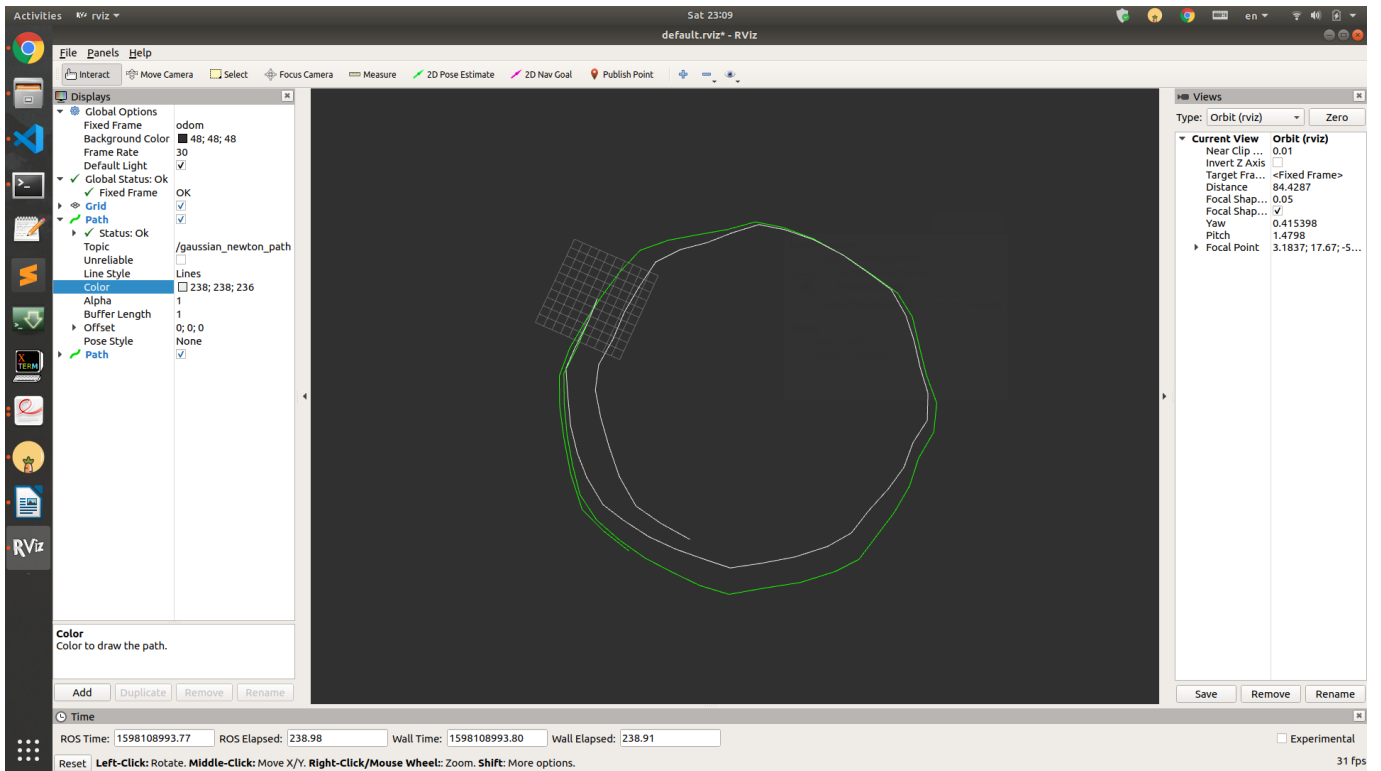 Activities RViz rviz Sat 23:09 en
default.rviz* - RViz
File Panels Help
Interact Move Camera Select Focus Camera Measure 2D Pose Estimate 2D Nav Goal Publish Point
Displays
Global Options
Fixed Frame odom
Background Color 48; 48; 48
Frame Rate 30
Default Light
Global Status: Ok
Fixed Frame OK
Grid
Path
Status: Ok
Topic /gaussian_newton_path
Unreliable
Line Style Lines
Color 238; 238; 236
Alpha 1
Buffer Length 1
Offset 0; 0; 0
Pose Style None
Path
Color
Color to draw the path.
Add Duplicate Remove Rename
Views
Type: Orbit (rviz) Zero
Current View Orbit (rviz)
Near Clip ... 0.01
Invert Z Axis
Target Fra... <Fixed Frame>
Distance 84.4287
Focal Shap... 0.05
Focal Shap...
Yaw 0.415398
Pitch 1.4798
Focal Point 3.1837; 17.67; -5...
Save Remove Rename
X
TERM
RViz
Time
ROS Time: 1598108993.77 ROS Elapsed: 238.98 Wall Time: 1598108993.80 Wall Elapsed: 238.91 Experimental
Reset Left-Click: Rotate. Middle-Click: Move X/Y. Right-Click/Mouse Wheel:: Zoom. Shift: More options. 31 fps